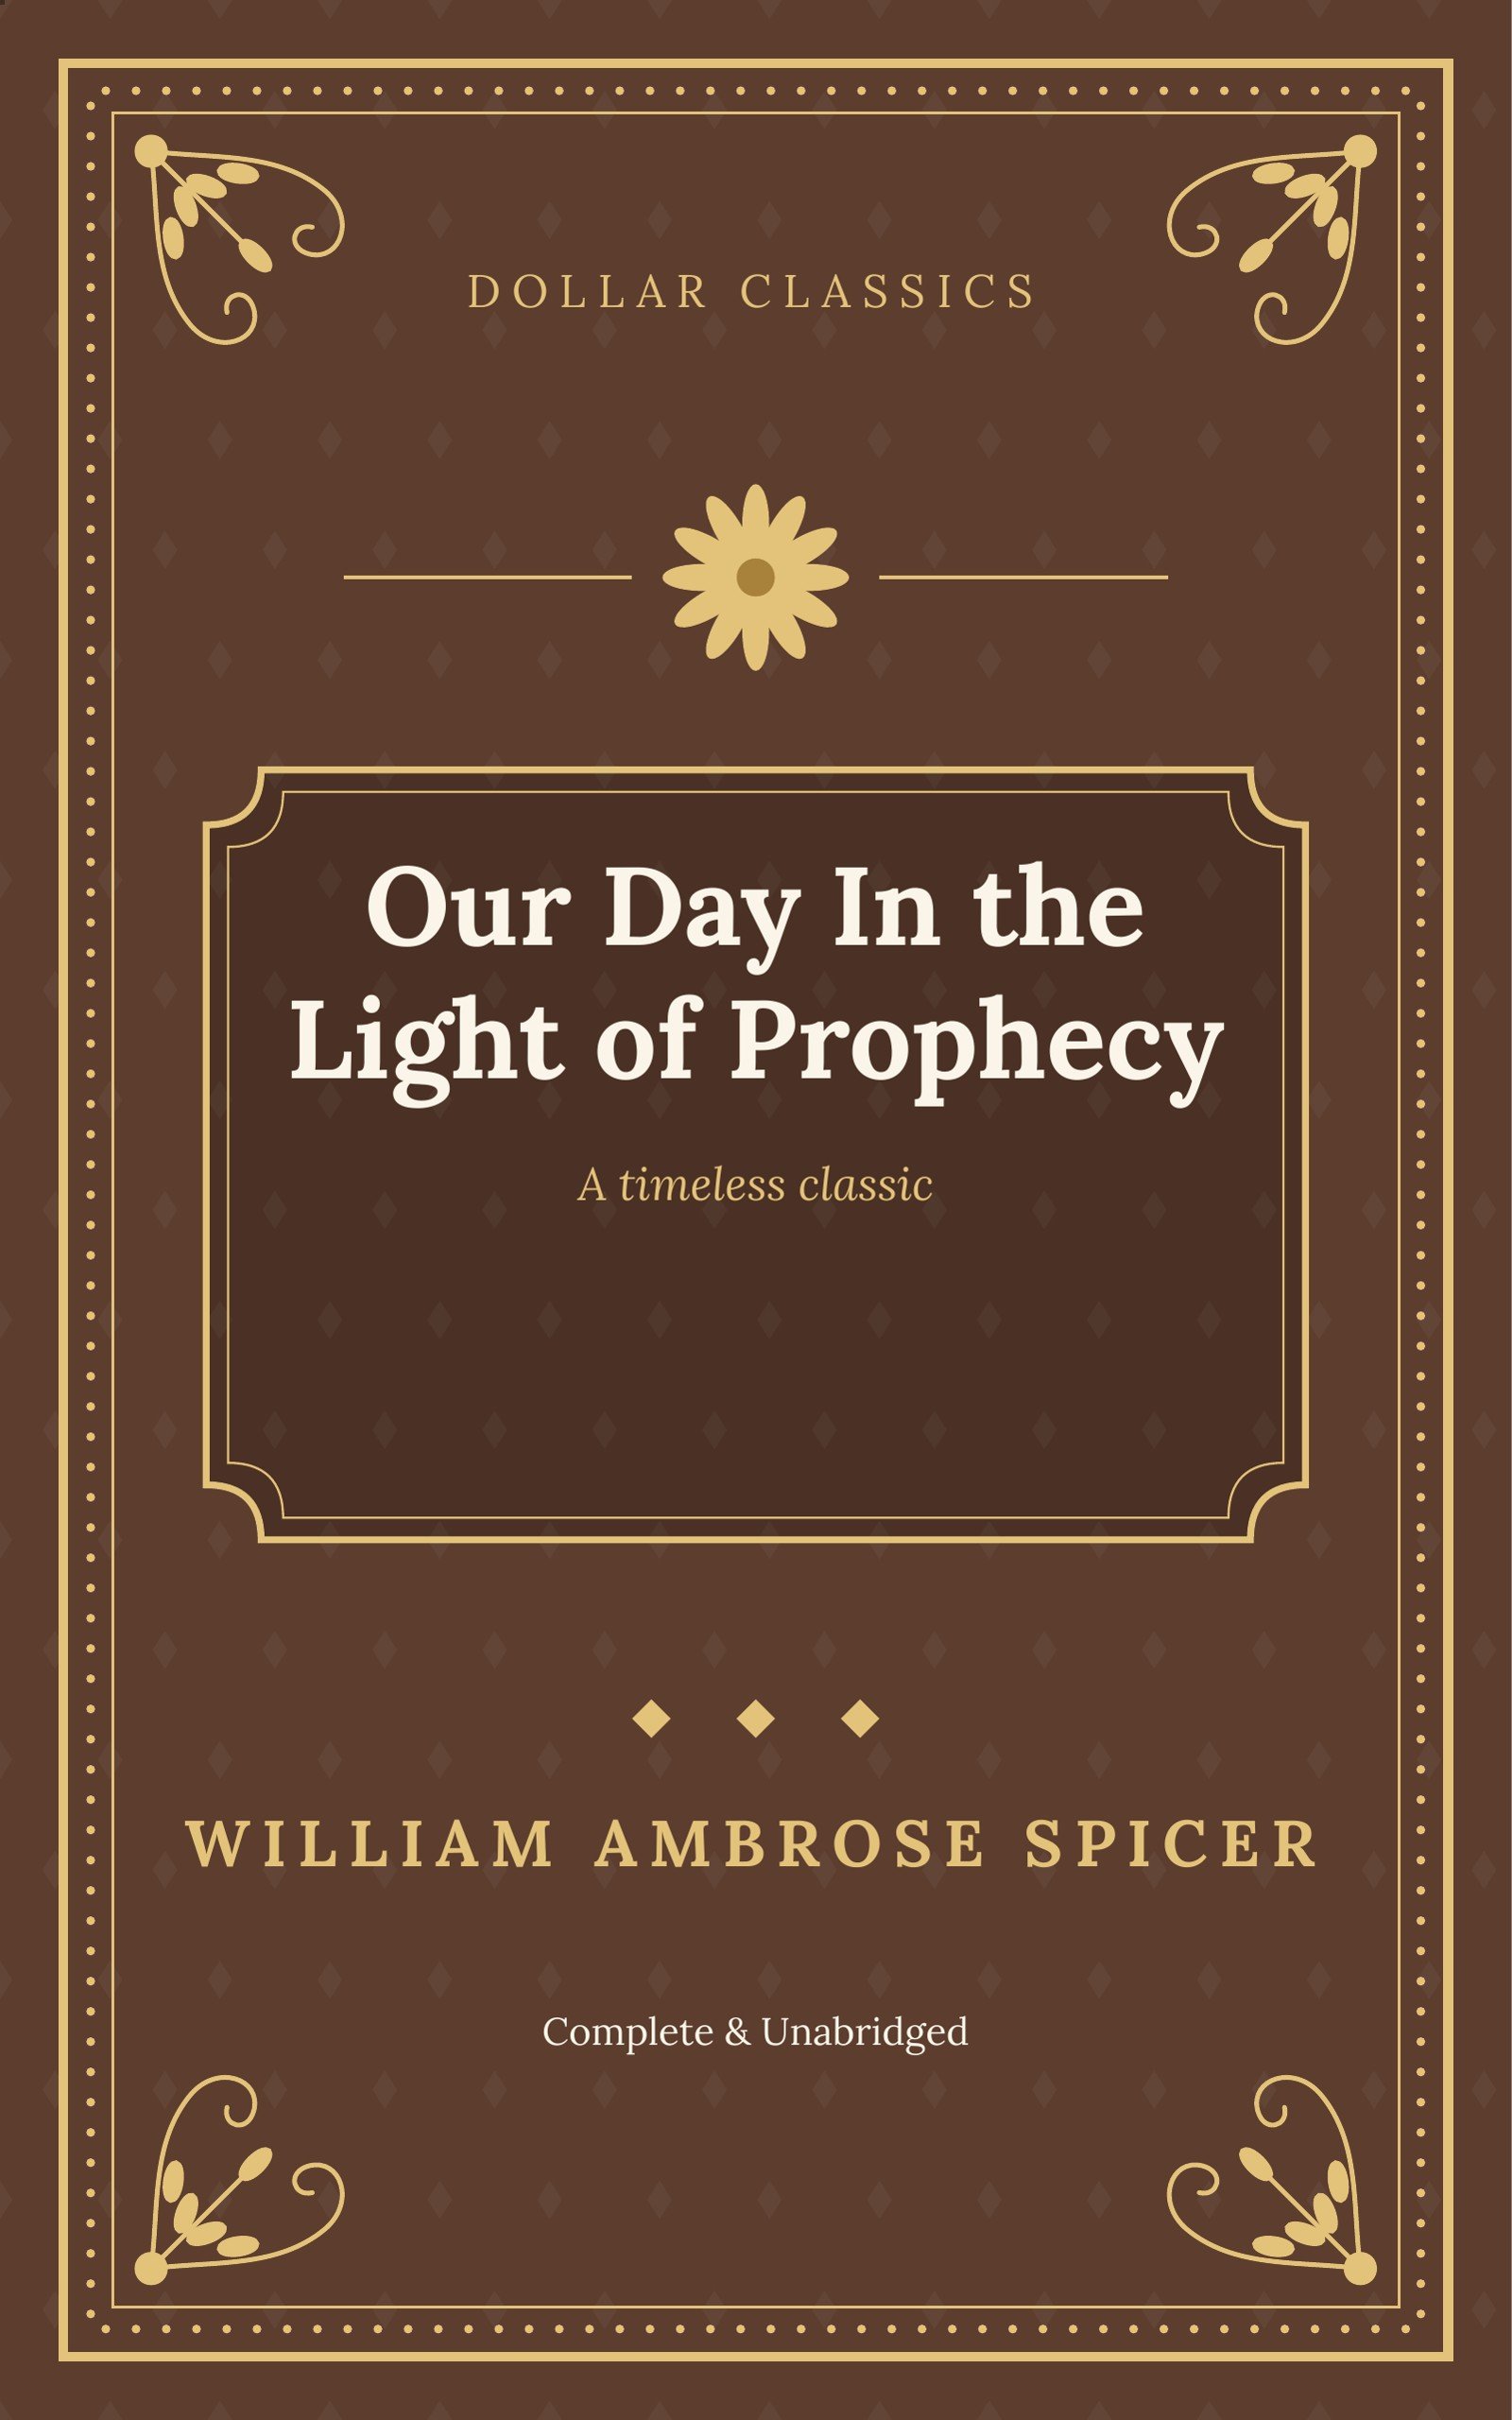 DOLLAR CLASSICS
Our Day In the
Light of Prophecy
A timeless classic
WILLIAM AMBROSE SPICER
Complete & Unabridged